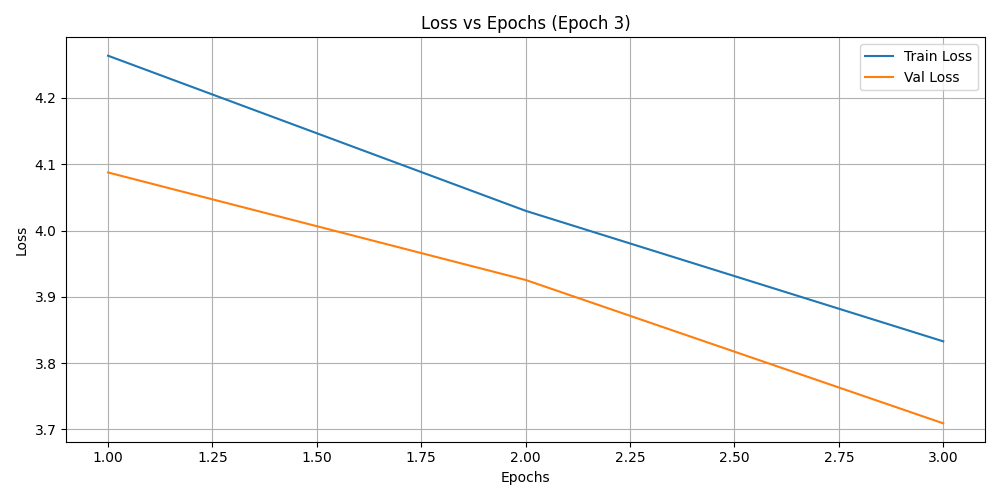 Loss vs Epochs (Epoch 3)
Train Loss
Val Loss
4.2
4.1
4.0
3.9
3.8
3.7
Loss
1.00 1.25 1.50 1.75 2.00 2.25 2.50 2.75 3.00
Epochs